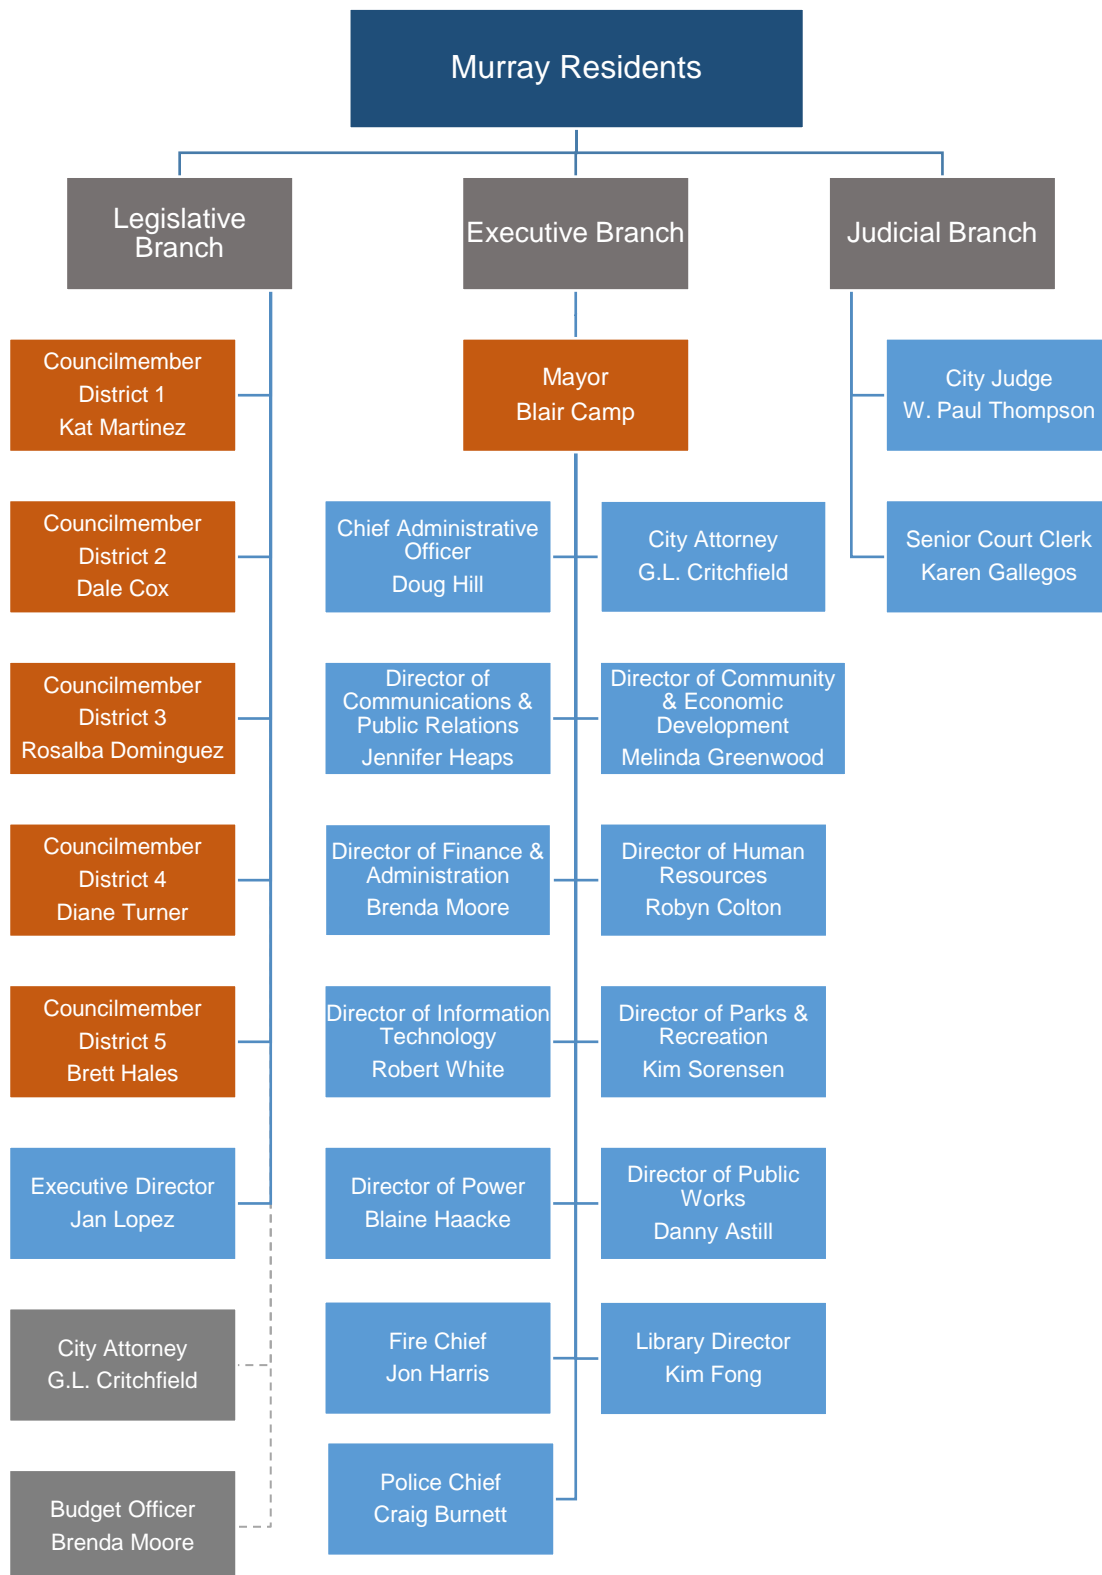 Murray Residents
Legislative
Branch
Executive Branch
Judicial Branch
Councilmember
District 1
Kat Martinez
Councilmember
District 2
Dale Cox
Councilmember
District 3
Rosalba Dominguez
Councilmember
District 4
Diane Turner
Councilmember
District 5
Brett Hales
Executive Director
Jan Lopez
City Attorney
G.L. Critchfield
Budget Officer
Brenda Moore
Mayor
Blair Camp
Chief Administrative
Officer
Doug Hill
City Attorney
G.L. Critchfield
Director of
Communications &
Public Relations
Jennifer Heaps
Director of Community
& Economic
Development
Melinda Greenwood
Director of Finance &
Administration
Brenda Moore
Director of Human
Resources
Robyn Colton
Director of Information
Technology
Robert White
Director of Parks &
Recreation
Kim Sorensen
Director of Power
Blaine Haacke
Director of Public
Works
Danny Astill
Fire Chief
Jon Harris
Library Director
Kim Fong
Police Chief
Craig Burnett
City Judge
W. Paul Thompson
Senior Court Clerk
Karen Gallegos